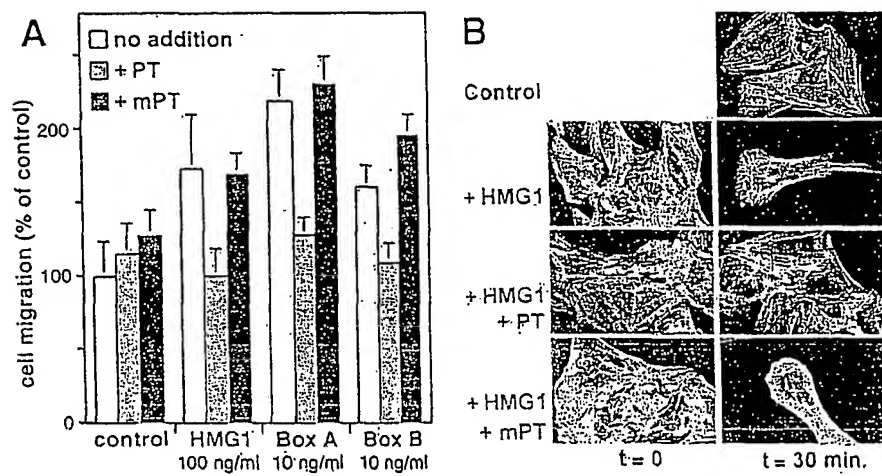 A
no addition
+ PT
+ mPT
cell migration (% of control)
200
100
0
control
HMG1
Box A
Box B
100 ng/ml
10 ng/ml
10 ng/ml
B
Control
+ HMG1
+ HMG1
+ PT
+ HMG1
+ mPT
t = 0
t = 30 min.